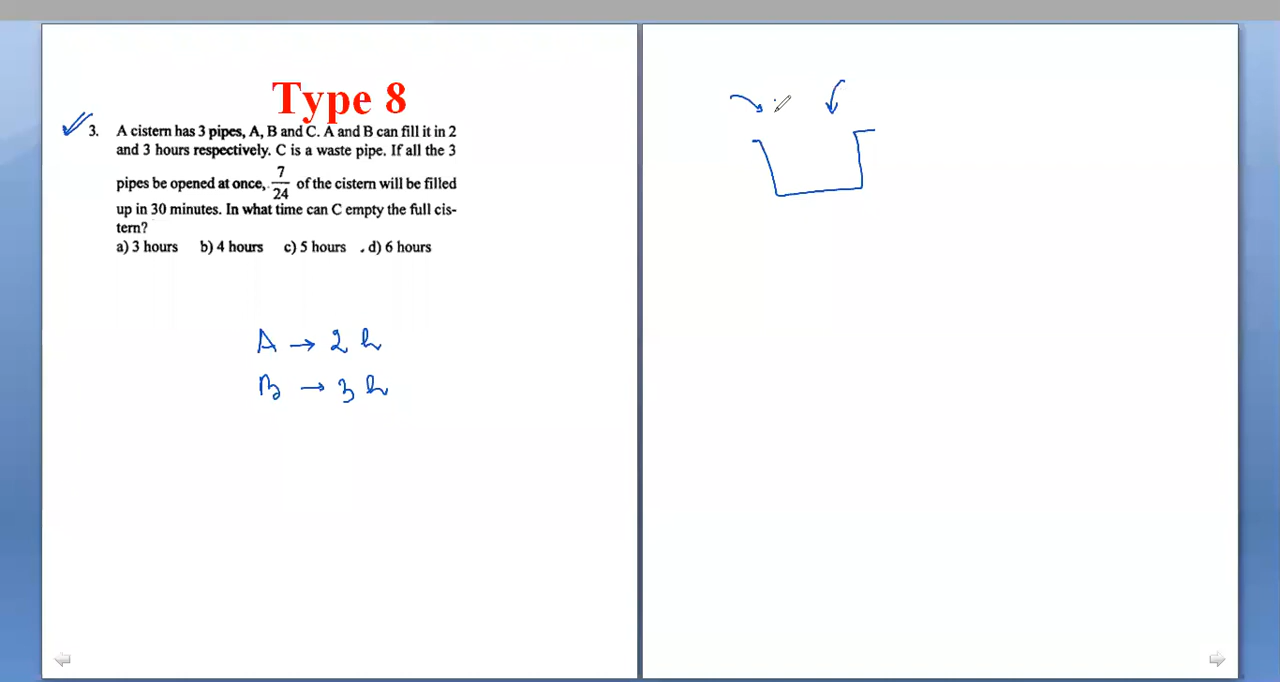 Type 8
3. A cistern has 3 pipes, A, B and C. A and B can fill it in 2
and 3 hours respectively. C is a waste pipe. If all the 3
pipes be opened at once, 7/24 of the cistern will be filled
up in 30 minutes. In what time can C empty the full cis-
tern?
a) 3 hours b) 4 hours c) 5 hours . d) 6 hours
A → 2 h
B → 3 h